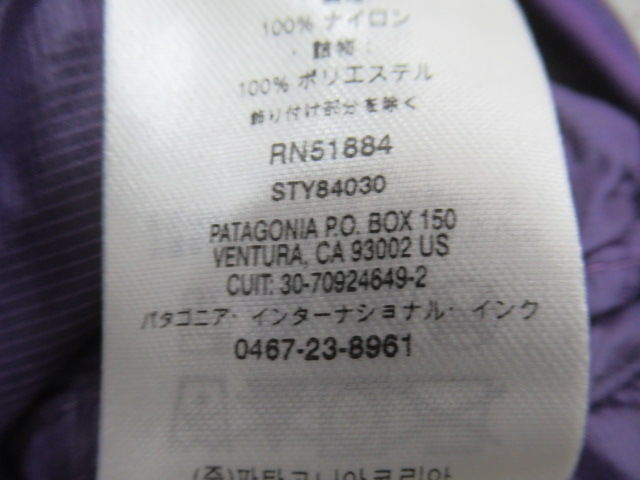 100% ナイロン
100% ポリエステル
飾り付け部分を除く
RN51884
STY84030
PATAGONIA P.O. BOX 150
VENTURA, CA 93002 US
CUIT: 30-70924649-2
パタゴニア・インターナショナル・インク
0467-23-8961